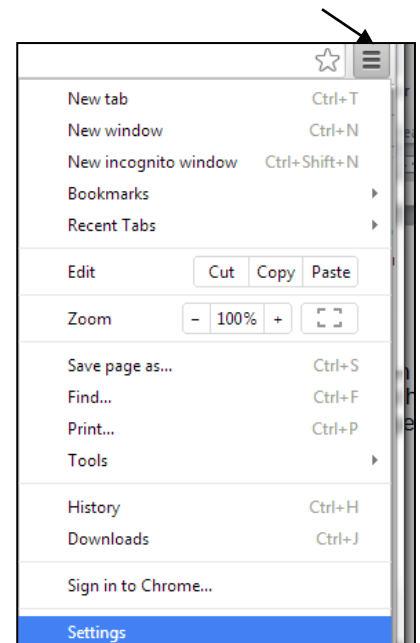 New tab Ctrl+T
New window Ctrl+N
New incognito window Ctrl+Shift+N
Bookmarks
Recent Tabs
Edit Cut Copy Paste
Zoom - 100% +
Save page as... Ctrl+S
Find... Ctrl+F
Print... Ctrl+P
Tools
History Ctrl+H
Downloads Ctrl+J
Sign in to Chrome...
Settings